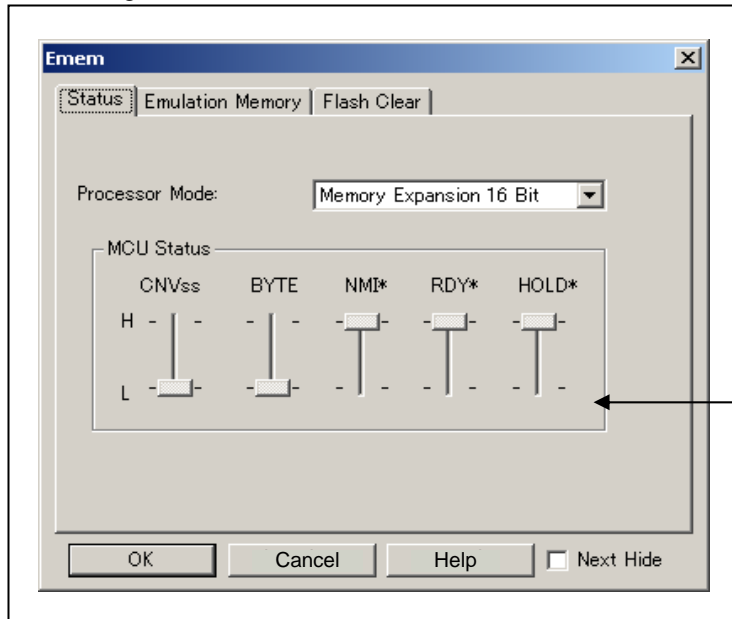 Emem
Status Emulation Memory Flash Clear
Processor Mode: Memory Expansion 16 Bit
MCU Status
CNVss BYTE NMI* RDY* HOLD*
H
L
OK Cancel Help Next Hide